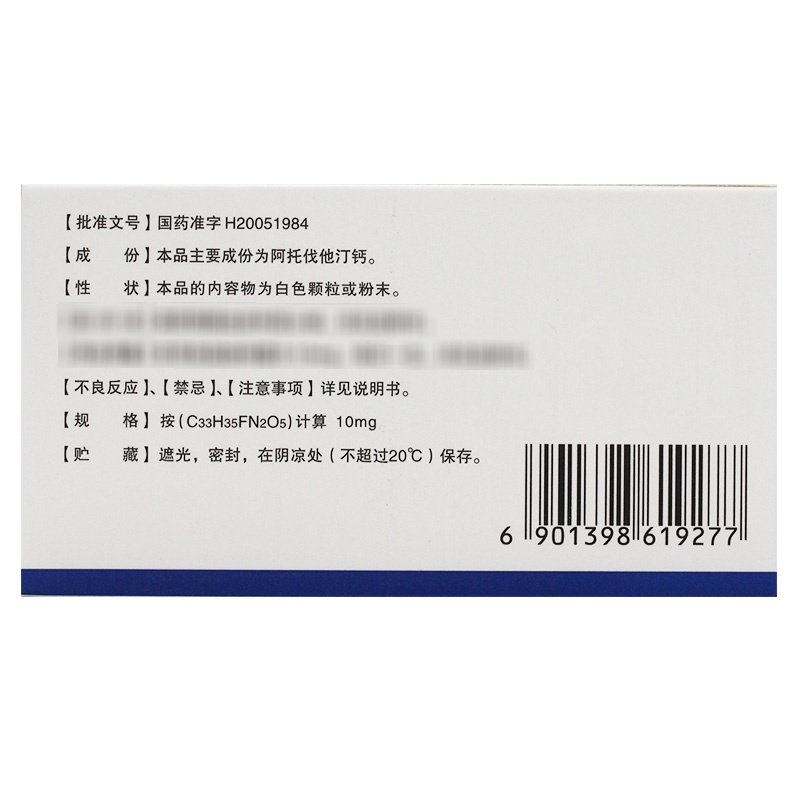 【批准文号】国药准字H20051984
【成　份】本品主要成份为阿托伐他汀钙。
【性　状】本品的内容物为白色颗粒或粉末。
【不良反应】、【禁忌】、【注意事项】详见说明书。
【规　格】按(C33H35FN2O5)计算 10mg
【贮　藏】遮光，密封，在阴凉处（不超过20℃）保存。
6 901398 619277